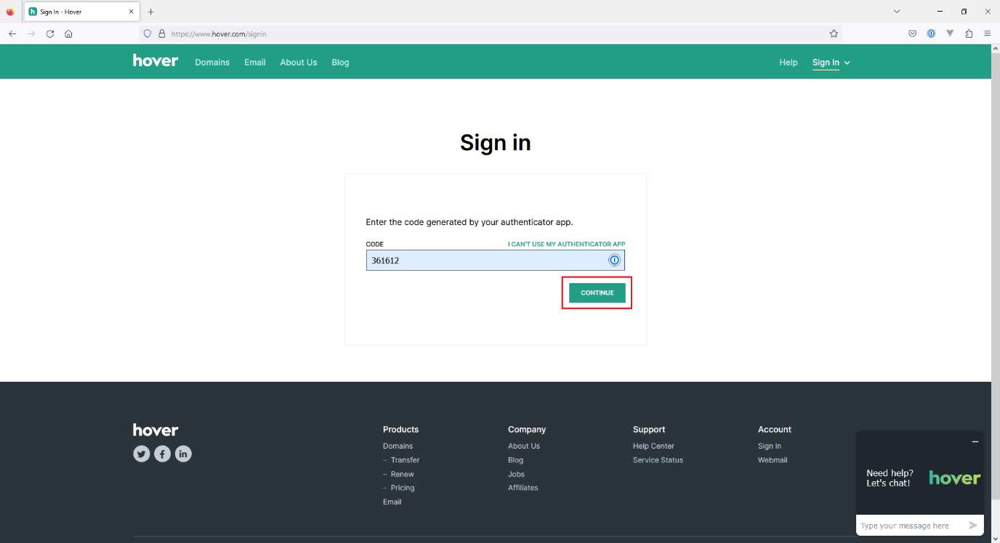 Sign In - Hover
https://www.hover.com/signin
hover
Domains
Email
About Us
Blog
Help
Sign In
Sign in
Enter the code generated by your authenticator app.
CODE
I CAN'T USE MY AUTHENTICATOR APP
361612
CONTINUE
hover
Products
Domains
– Transfer
– Renew
– Pricing
Email
Company
About Us
Blog
Jobs
Affiliates
Support
Help Center
Service Status
Account
Sign In
Webmail
Need help?
Let's chat!
hover
Type your message here